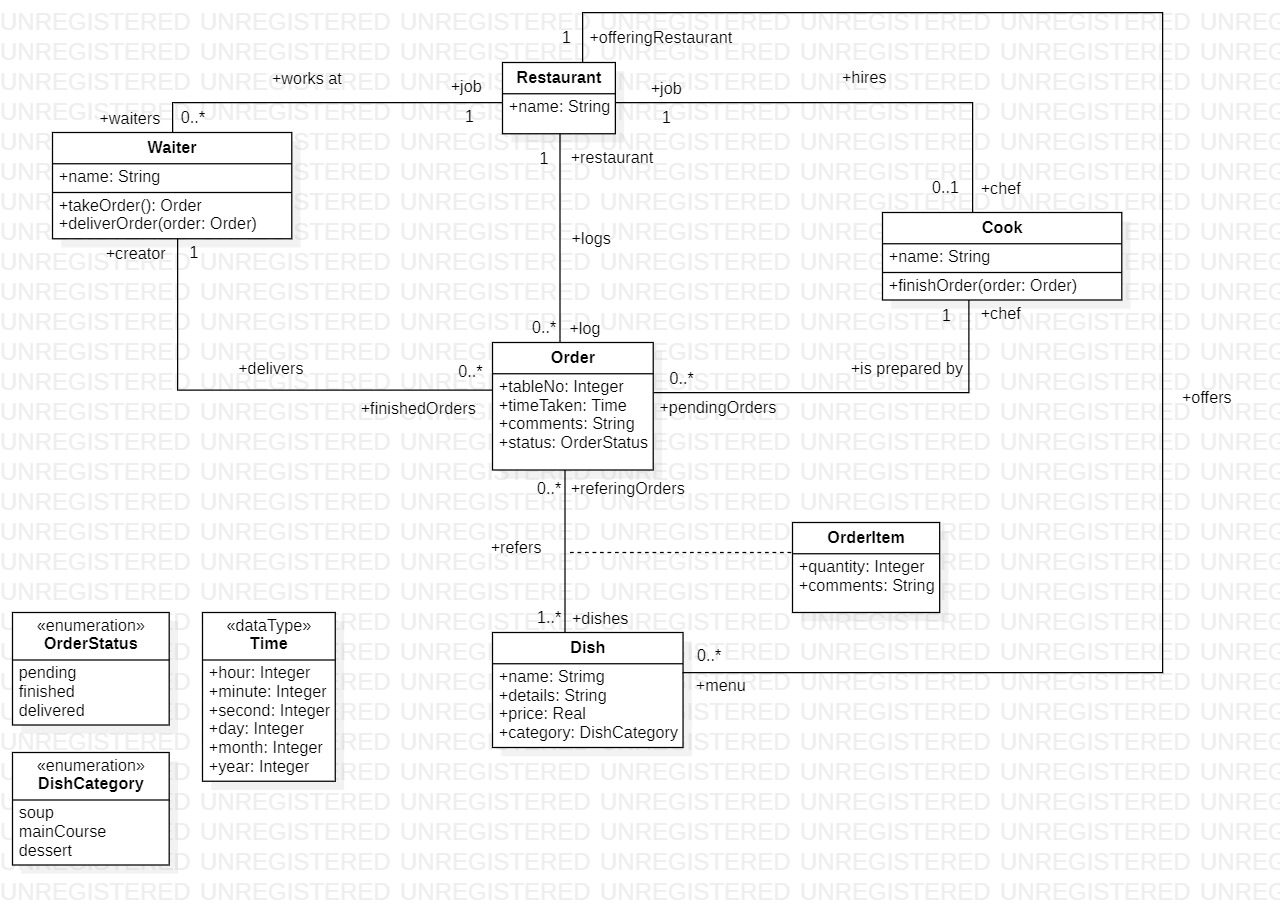 1
+offeringRestaurant
Restaurant
+name: String
+works at
+job
1
+job
1
+hires
+waiters
0..*
Waiter
+name: String
+takeOrder(): Order
+deliverOrder(order: Order)
+creator
1
1
+restaurant
+logs
0..*
+log
0..1
+chef
Cook
+name: String
+finishOrder(order: Order)
1
+chef
+delivers
0..*
+finishedOrders
Order
+tableNo: Integer
+timeTaken: Time
+comments: String
+status: OrderStatus
0..*
+pendingOrders
+is prepared by
+offers
0..*
+referingOrders
+refers
OrderItem
+quantity: Integer
+comments: String
1..*
+dishes
Dish
+name: Strimg
+details: String
+price: Real
+category: DishCategory
0..*
+menu
«enumeration»
OrderStatus
pending
finished
delivered
«dataType»
Time
+hour: Integer
+minute: Integer
+second: Integer
+day: Integer
+month: Integer
+year: Integer
«enumeration»
DishCategory
soup
mainCourse
dessert
UNREGISTERED